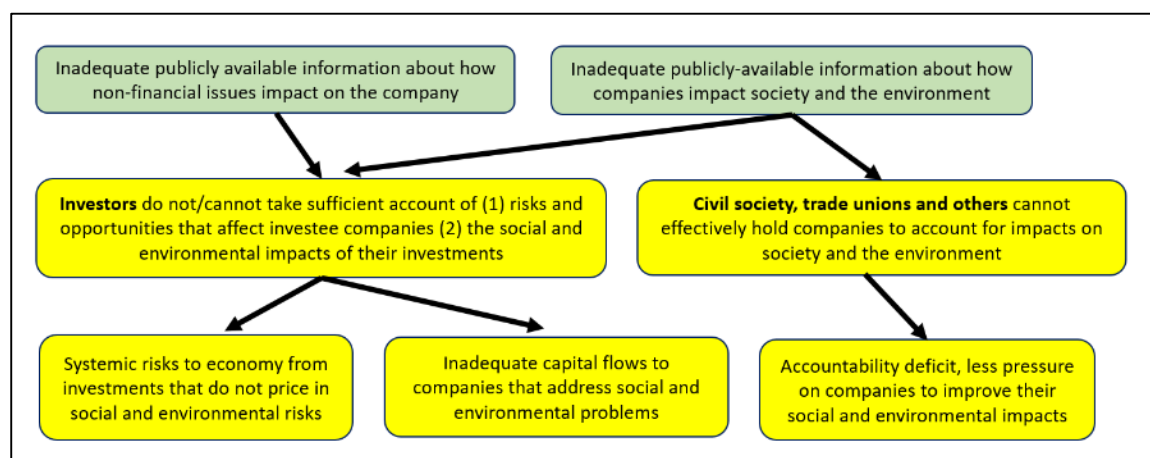 Inadequate publicly available information about how
non-financial issues impact on the company
Inadequate publicly-available information about how
companies impact society and the environment
Investors do not/cannot take sufficient account of (1) risks and
opportunities that affect investee companies (2) the social and
environmental impacts of their investments
Civil society, trade unions and others cannot
effectively hold companies to account for impacts on
society and the environment
Systemic risks to economy from
investments that do not price in
social and environmental risks
Inadequate capital flows to
companies that address social and
environmental problems
Accountability deficit, less pressure
on companies to improve their
social and environmental impacts